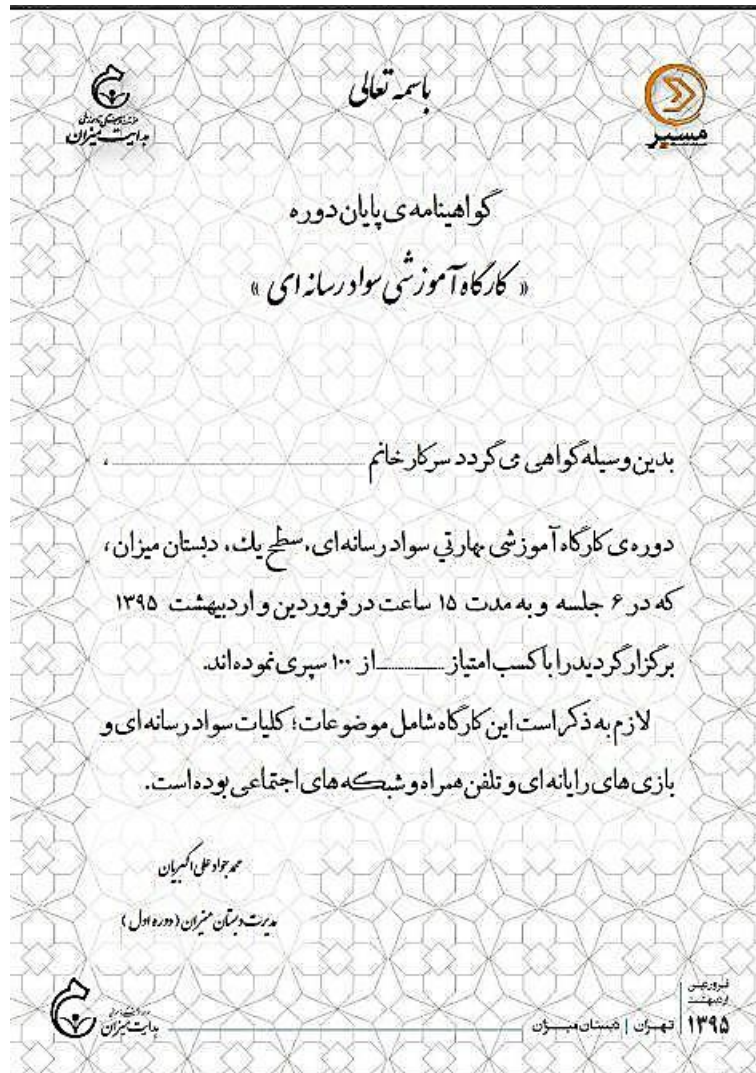 باسمه تعالی
مسیر
هدایت میزان
گواهینامه‌ی پایان دوره
« کارگاه آموزشی سواد رسانه ای »
بدین وسیله گواهی می گردد سرکار خانم ............ ،
دوره‌ی کارگاه آموزشی مهارتی سواد رسانه‌ای، سطح یك، دبستان میزان ،
که در ۶ جلسه و به مدت ۱۵ ساعت در فروردین و اردیبهشت ۱۳۹۵
برگزار گردید را با کسب امتیاز ............ از ۱۰۰ سپری نموده‌اند.
لازم به ذکر است این کارگاه شامل موضوعات؛ کلیات سواد رسانه ای و
بازی های رایانه ای و تلفن همراه و شبکه های اجتماعی بوده است.
محمد جواد علی اکبریان
مدیریت دبستان میزان ( دوره اول )
فروردین
اردیبهشت
۱۳۹۵ | تهران | دبستان میزان
هدایت میزان